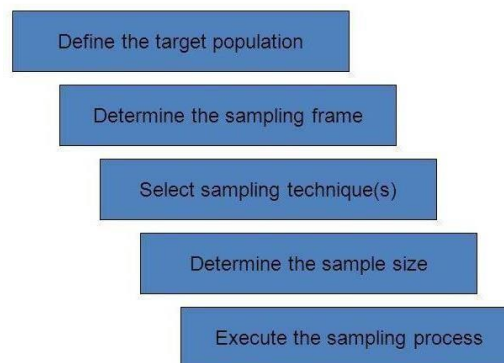 Define the target population
Determine the sampling frame
Select sampling technique(s)
Determine the sample size
Execute the sampling process